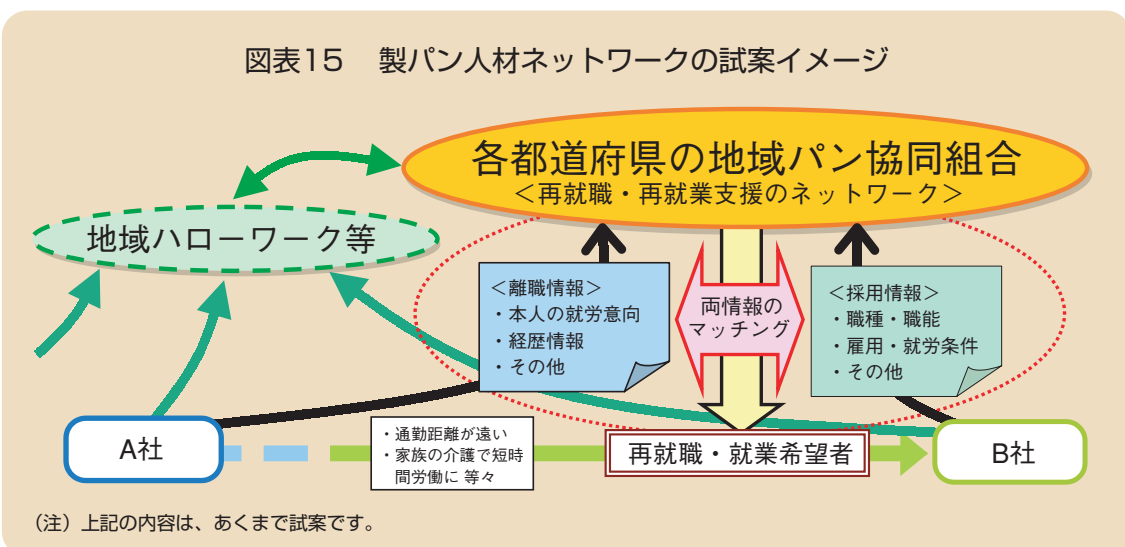 図表15 製パン人材ネットワークの試案イメージ
各都道府県の地域パン協同組合
＜再就職・再就業支援のネットワーク＞
地域ハローワーク等
＜離職情報＞
・本人の就労意向
・経歴情報
・その他
両情報の
マッチング
＜採用情報＞
・職種・職能
・雇用・就労条件
・その他
A社
・通勤距離が遠い
・家族の介護で短時
間労働に 等々
再就職・就業希望者
B社
（注）上記の内容は、あくまで試案です。